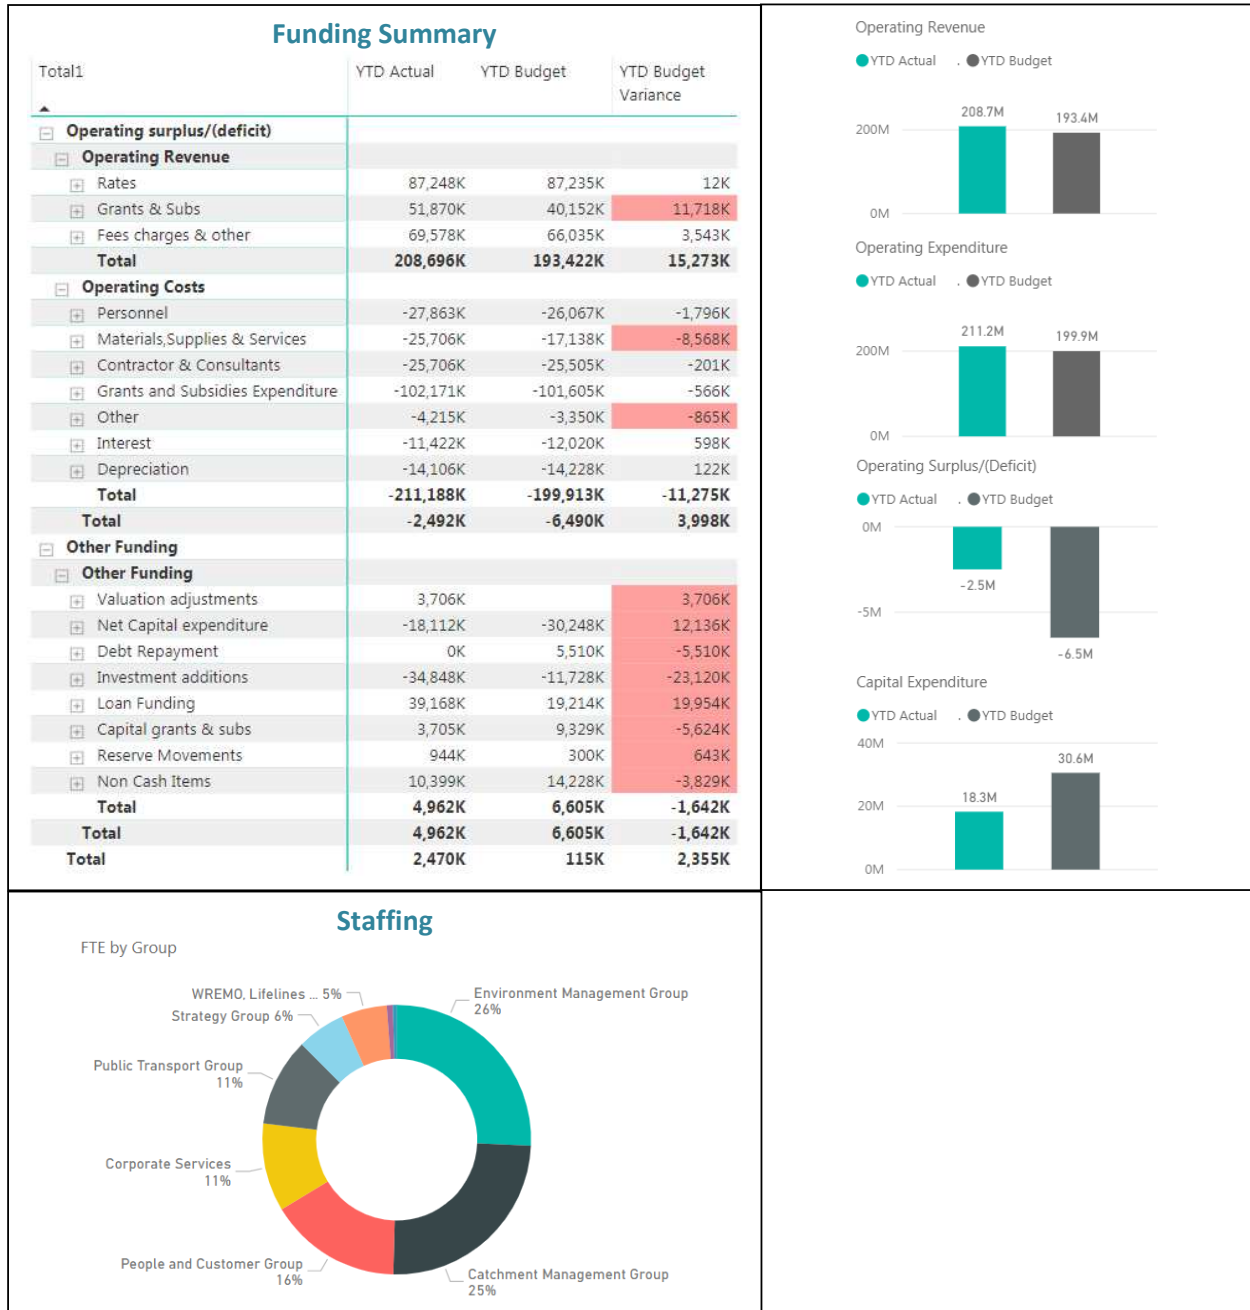 Funding Summary
Total1 YTD Actual YTD Budget YTD Budget
Variance
Operating surplus/(deficit)
Operating Revenue
Rates 87,248K 87,235K 12K
Grants & Subs 51,870K 40,152K 11,718K
Fees charges & other 69,578K 66,035K 3,543K
Total 208,696K 193,422K 15,273K
Operating Costs
Personnel -27,863K -26,067K -1,796K
Materials,Supplies & Services -25,706K -17,138K -8,568K
Contractor & Consultants -25,706K -25,505K -201K
Grants and Subsidies Expenditure -102,171K -101,605K -566K
Other -4,215K -3,350K -865K
Interest -11,422K -12,020K 598K
Depreciation -14,106K -14,228K 122K
Total -211,188K -199,913K -11,275K
Total -2,492K -6,490K 3,998K
Other Funding
Other Funding
Valuation adjustments 3,706K 3,706K
Net Capital expenditure -18,112K -30,248K 12,136K
Debt Repayment 0K 5,510K -5,510K
Investment additions -34,848K -11,728K -23,120K
Loan Funding 39,168K 19,214K 19,954K
Capital grants & subs 3,705K 9,329K -5,624K
Reserve Movements 944K 300K 643K
Non Cash Items 10,399K 14,228K -3,829K
Total 4,962K 6,605K -1,642K
Total 4,962K 6,605K -1,642K
Total 2,470K 115K 2,355K
Operating Revenue
YTD Actual . YTD Budget
208.7M 193.4M
200M
0M
Operating Expenditure
YTD Actual . YTD Budget
211.2M 199.9M
200M
0M
Operating Surplus/(Deficit)
YTD Actual . YTD Budget
0M
-2.5M
-5M
-6.5M
Capital Expenditure
YTD Actual . YTD Budget
40M
30.6M
18.3M
20M
0M
Staffing
FTE by Group
WREMO, Lifelines ... 5%
Environment Management Group
26%
Strategy Group 6%
Public Transport Group
11%
Corporate Services
11%
People and Customer Group
16%
Catchment Management Group
25%